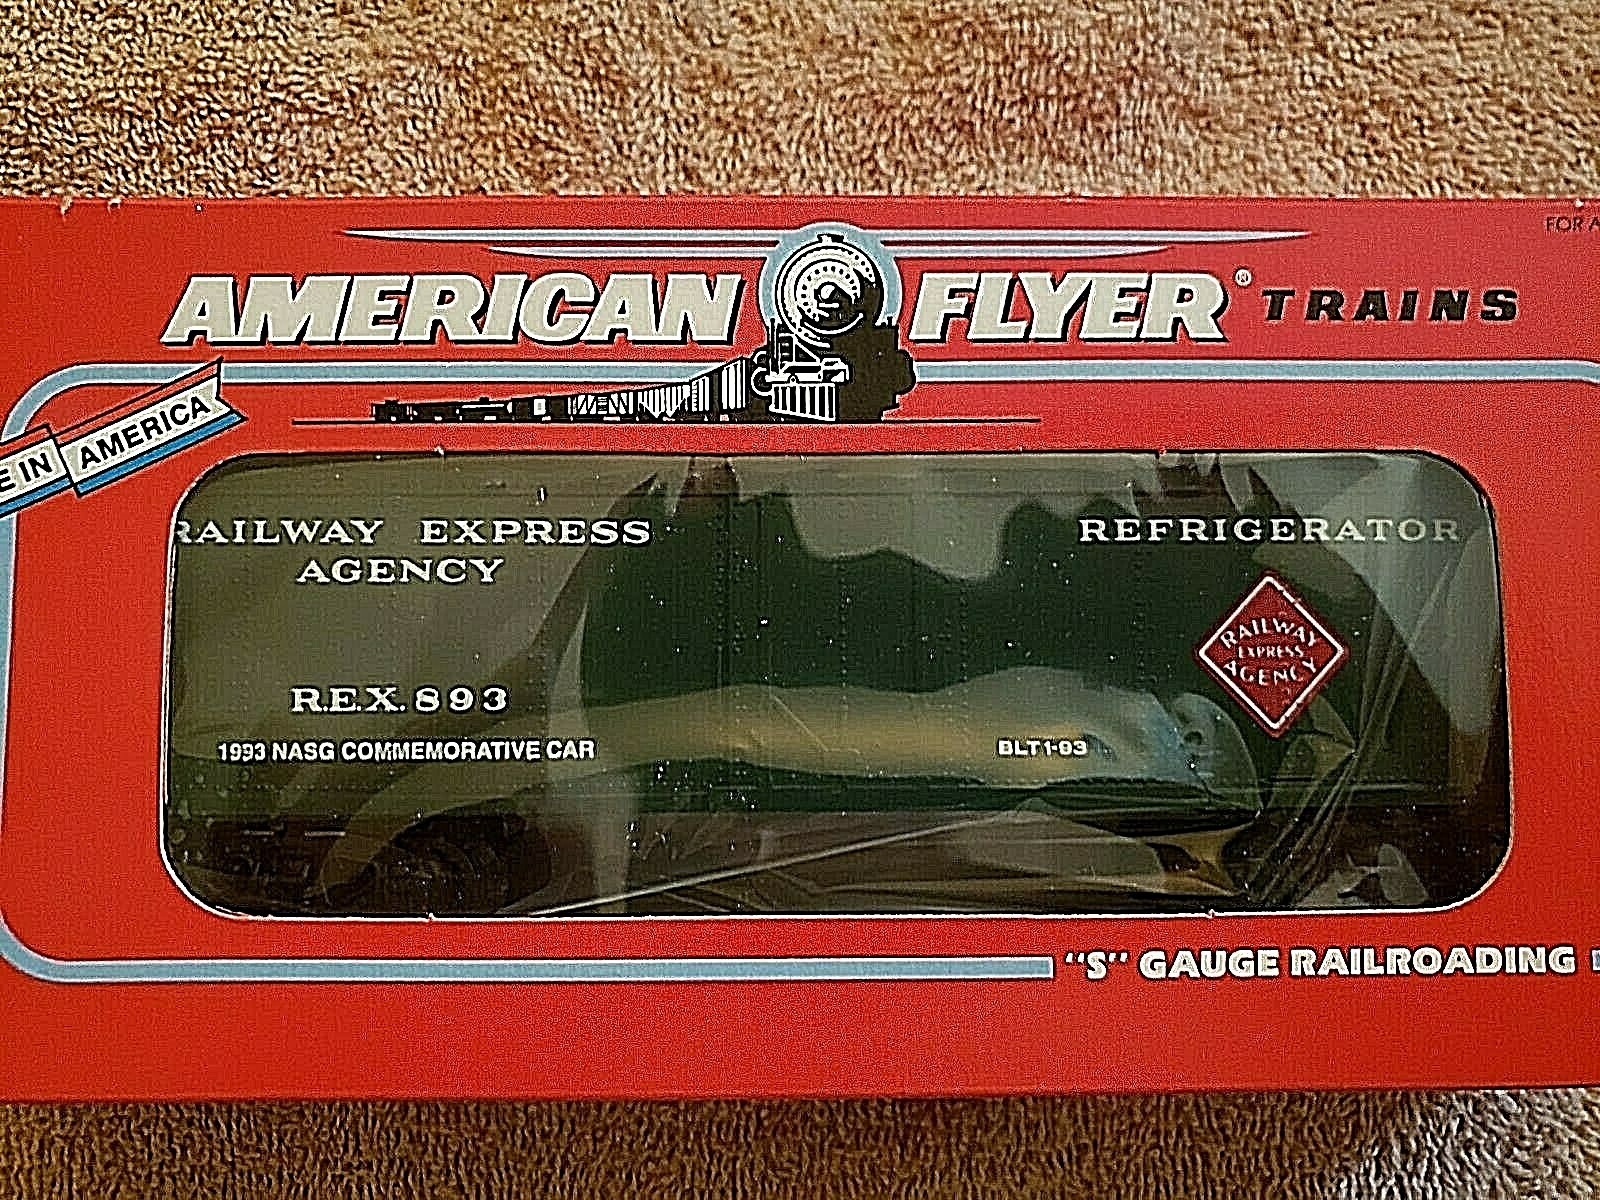 FOR A
AMERICAN FLYER® TRAINS
E IN AMERICA
RAILWAY EXPRESS
AGENCY
REFRIGERATOR
RAILWAY
EXPRESS
AGENCY
R.E.X. 893
1993 NASG COMMEMORATIVE CAR
BLT 1-93
"S" GAUGE RAILROADING